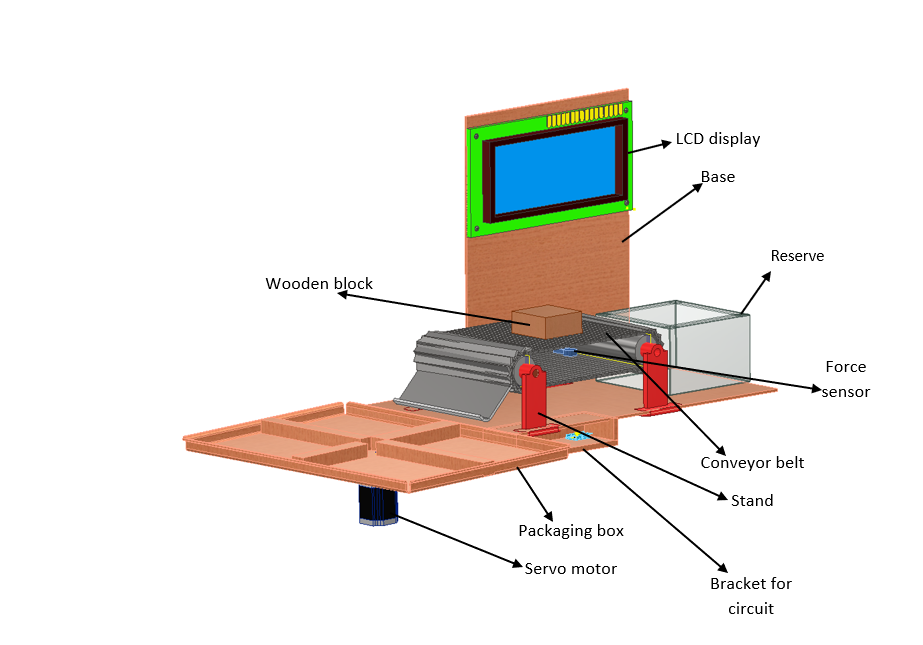 LCD display
Base
Reserve
Wooden block
Force
sensor
Conveyor belt
Stand
Packaging box
Servo motor
Bracket for
circuit